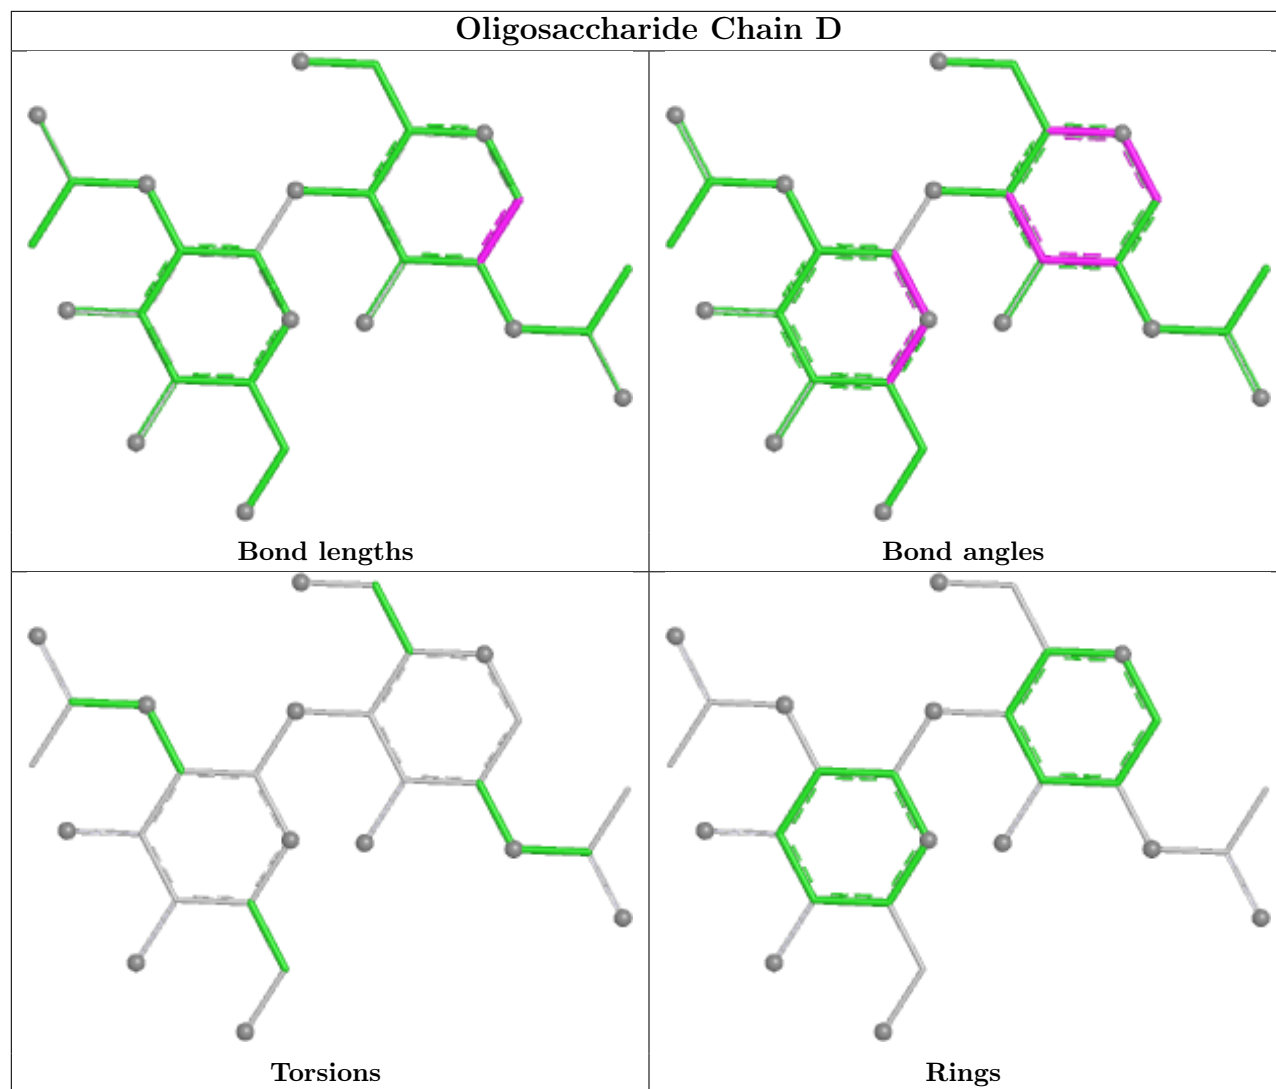 Oligosaccharide Chain D
Bond lengths
Bond angles
Torsions
Rings